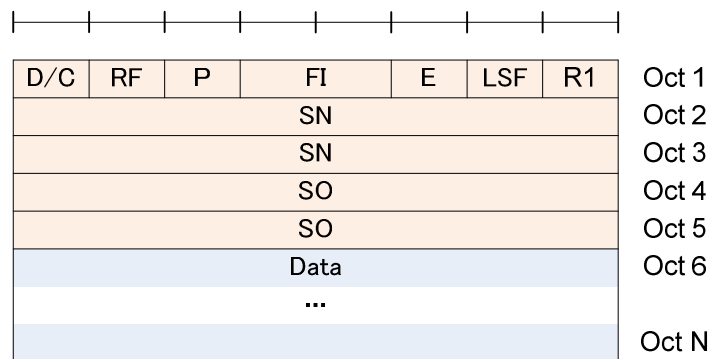 D/C RF P FI E LSF R1 Oct 1
SN Oct 2
SN Oct 3
SO Oct 4
SO Oct 5
Data Oct 6
...
Oct N